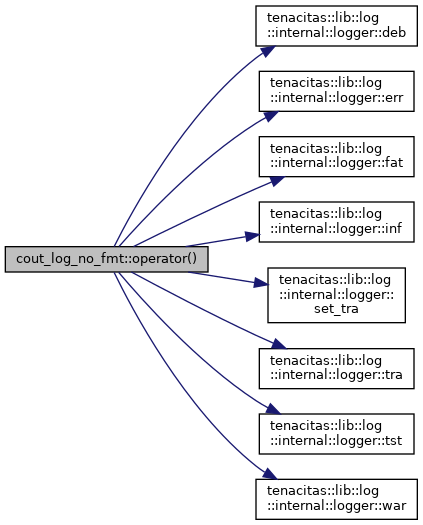 tenacitas::lib::log
::internal::logger::deb
tenacitas::lib::log
::internal::logger::err
tenacitas::lib::log
::internal::logger::fat
tenacitas::lib::log
::internal::logger::inf
cout_log_no_fmt::operator()
tenacitas::lib::log
::internal::logger::
set_tra
tenacitas::lib::log
::internal::logger::tra
tenacitas::lib::log
::internal::logger::tst
tenacitas::lib::log
::internal::logger::war